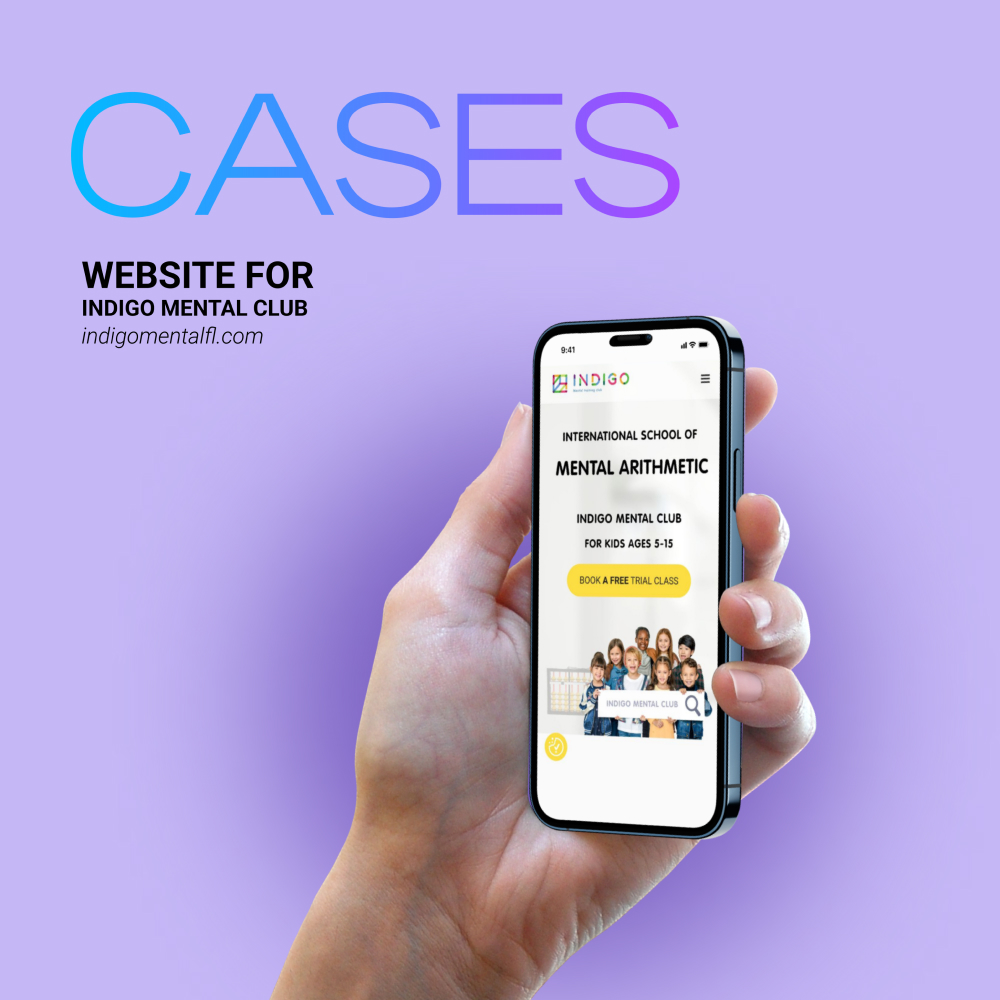 CASES
WEBSITE FOR
INDIGO MENTAL CLUB
indigomentalfl.com
9:41
INDIGO
INTERNATIONAL SCHOOL OF
MENTAL ARITHMETIC
INDIGO MENTAL CLUB
FOR KIDS AGES 5-15
BOOK A FREE TRIAL CLASS
INDIGO MENTAL CLUB